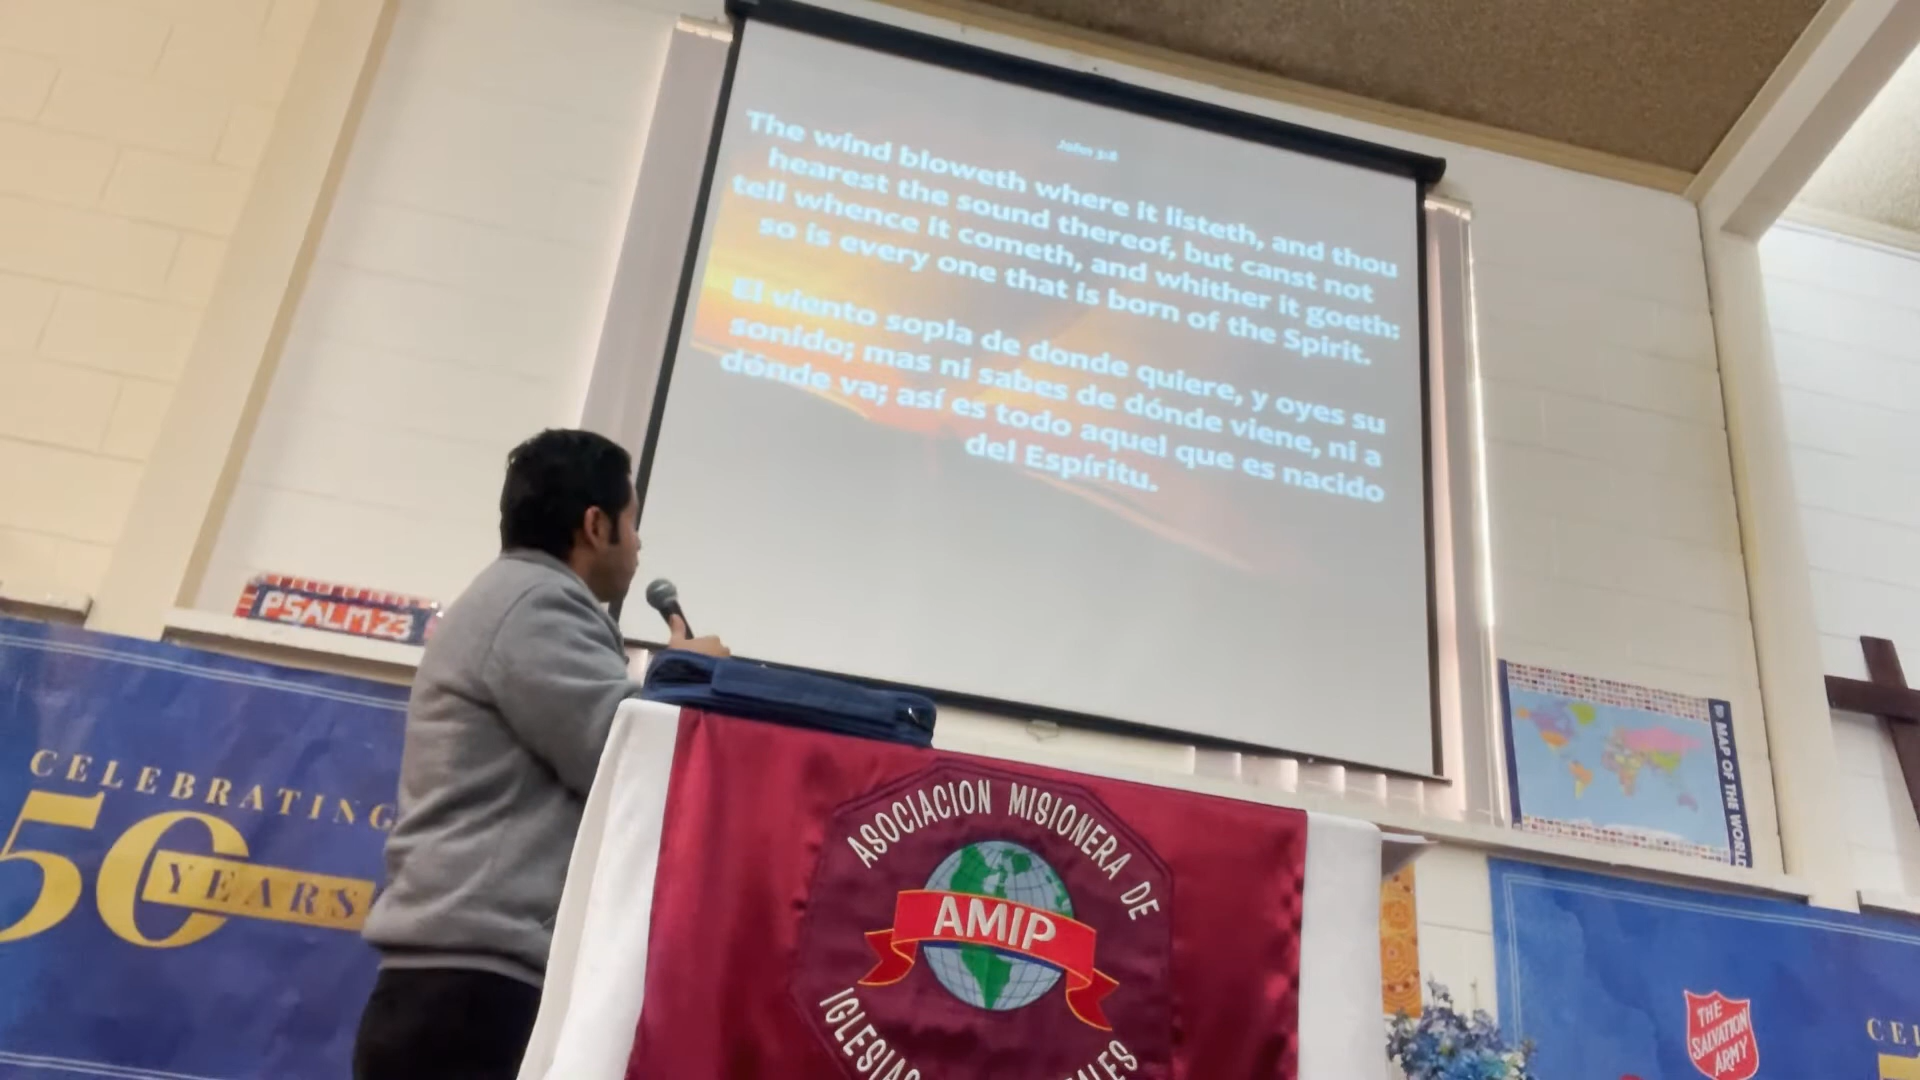 John 3:8
The wind bloweth where it listeth, and thou
hearest the sound thereof, but canst not
tell whence it cometh, and whither it goeth:
so is every one that is born of the Spirit.
El viento sopla de donde quiere, y oyes su
sonido; mas ni sabes de dónde viene, ni a
dónde va; así es todo aquel que es nacido
del Espíritu.
PSALM 23
CELEBRATING
50
YEARS
MAP OF THE WORLD
ASOCIACION MISIONERA DE
AMIP
THE
SALVATION
ARMY